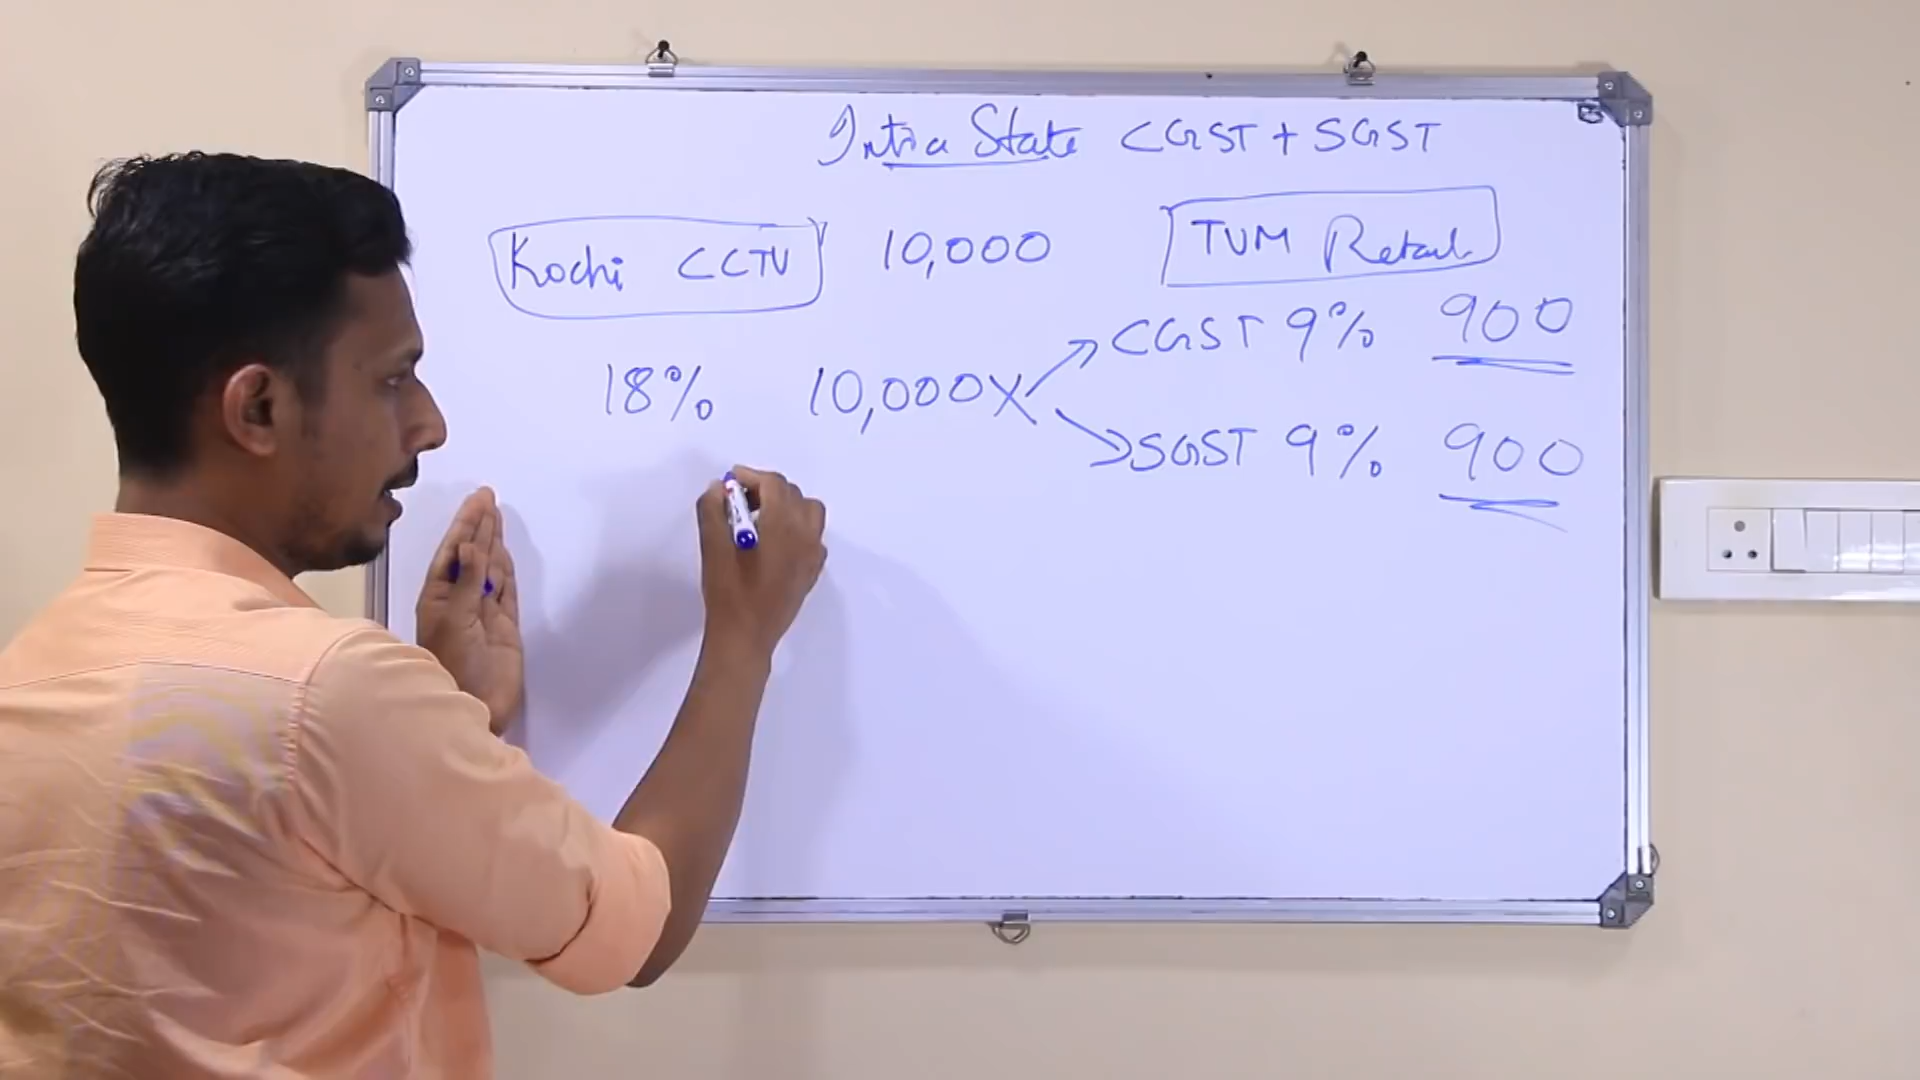 Intra State CGST + SGST
Kochi CCTV 10,000 TVM Retail
CGST 9% 900
18% 10,000 X
SGST 9% 900